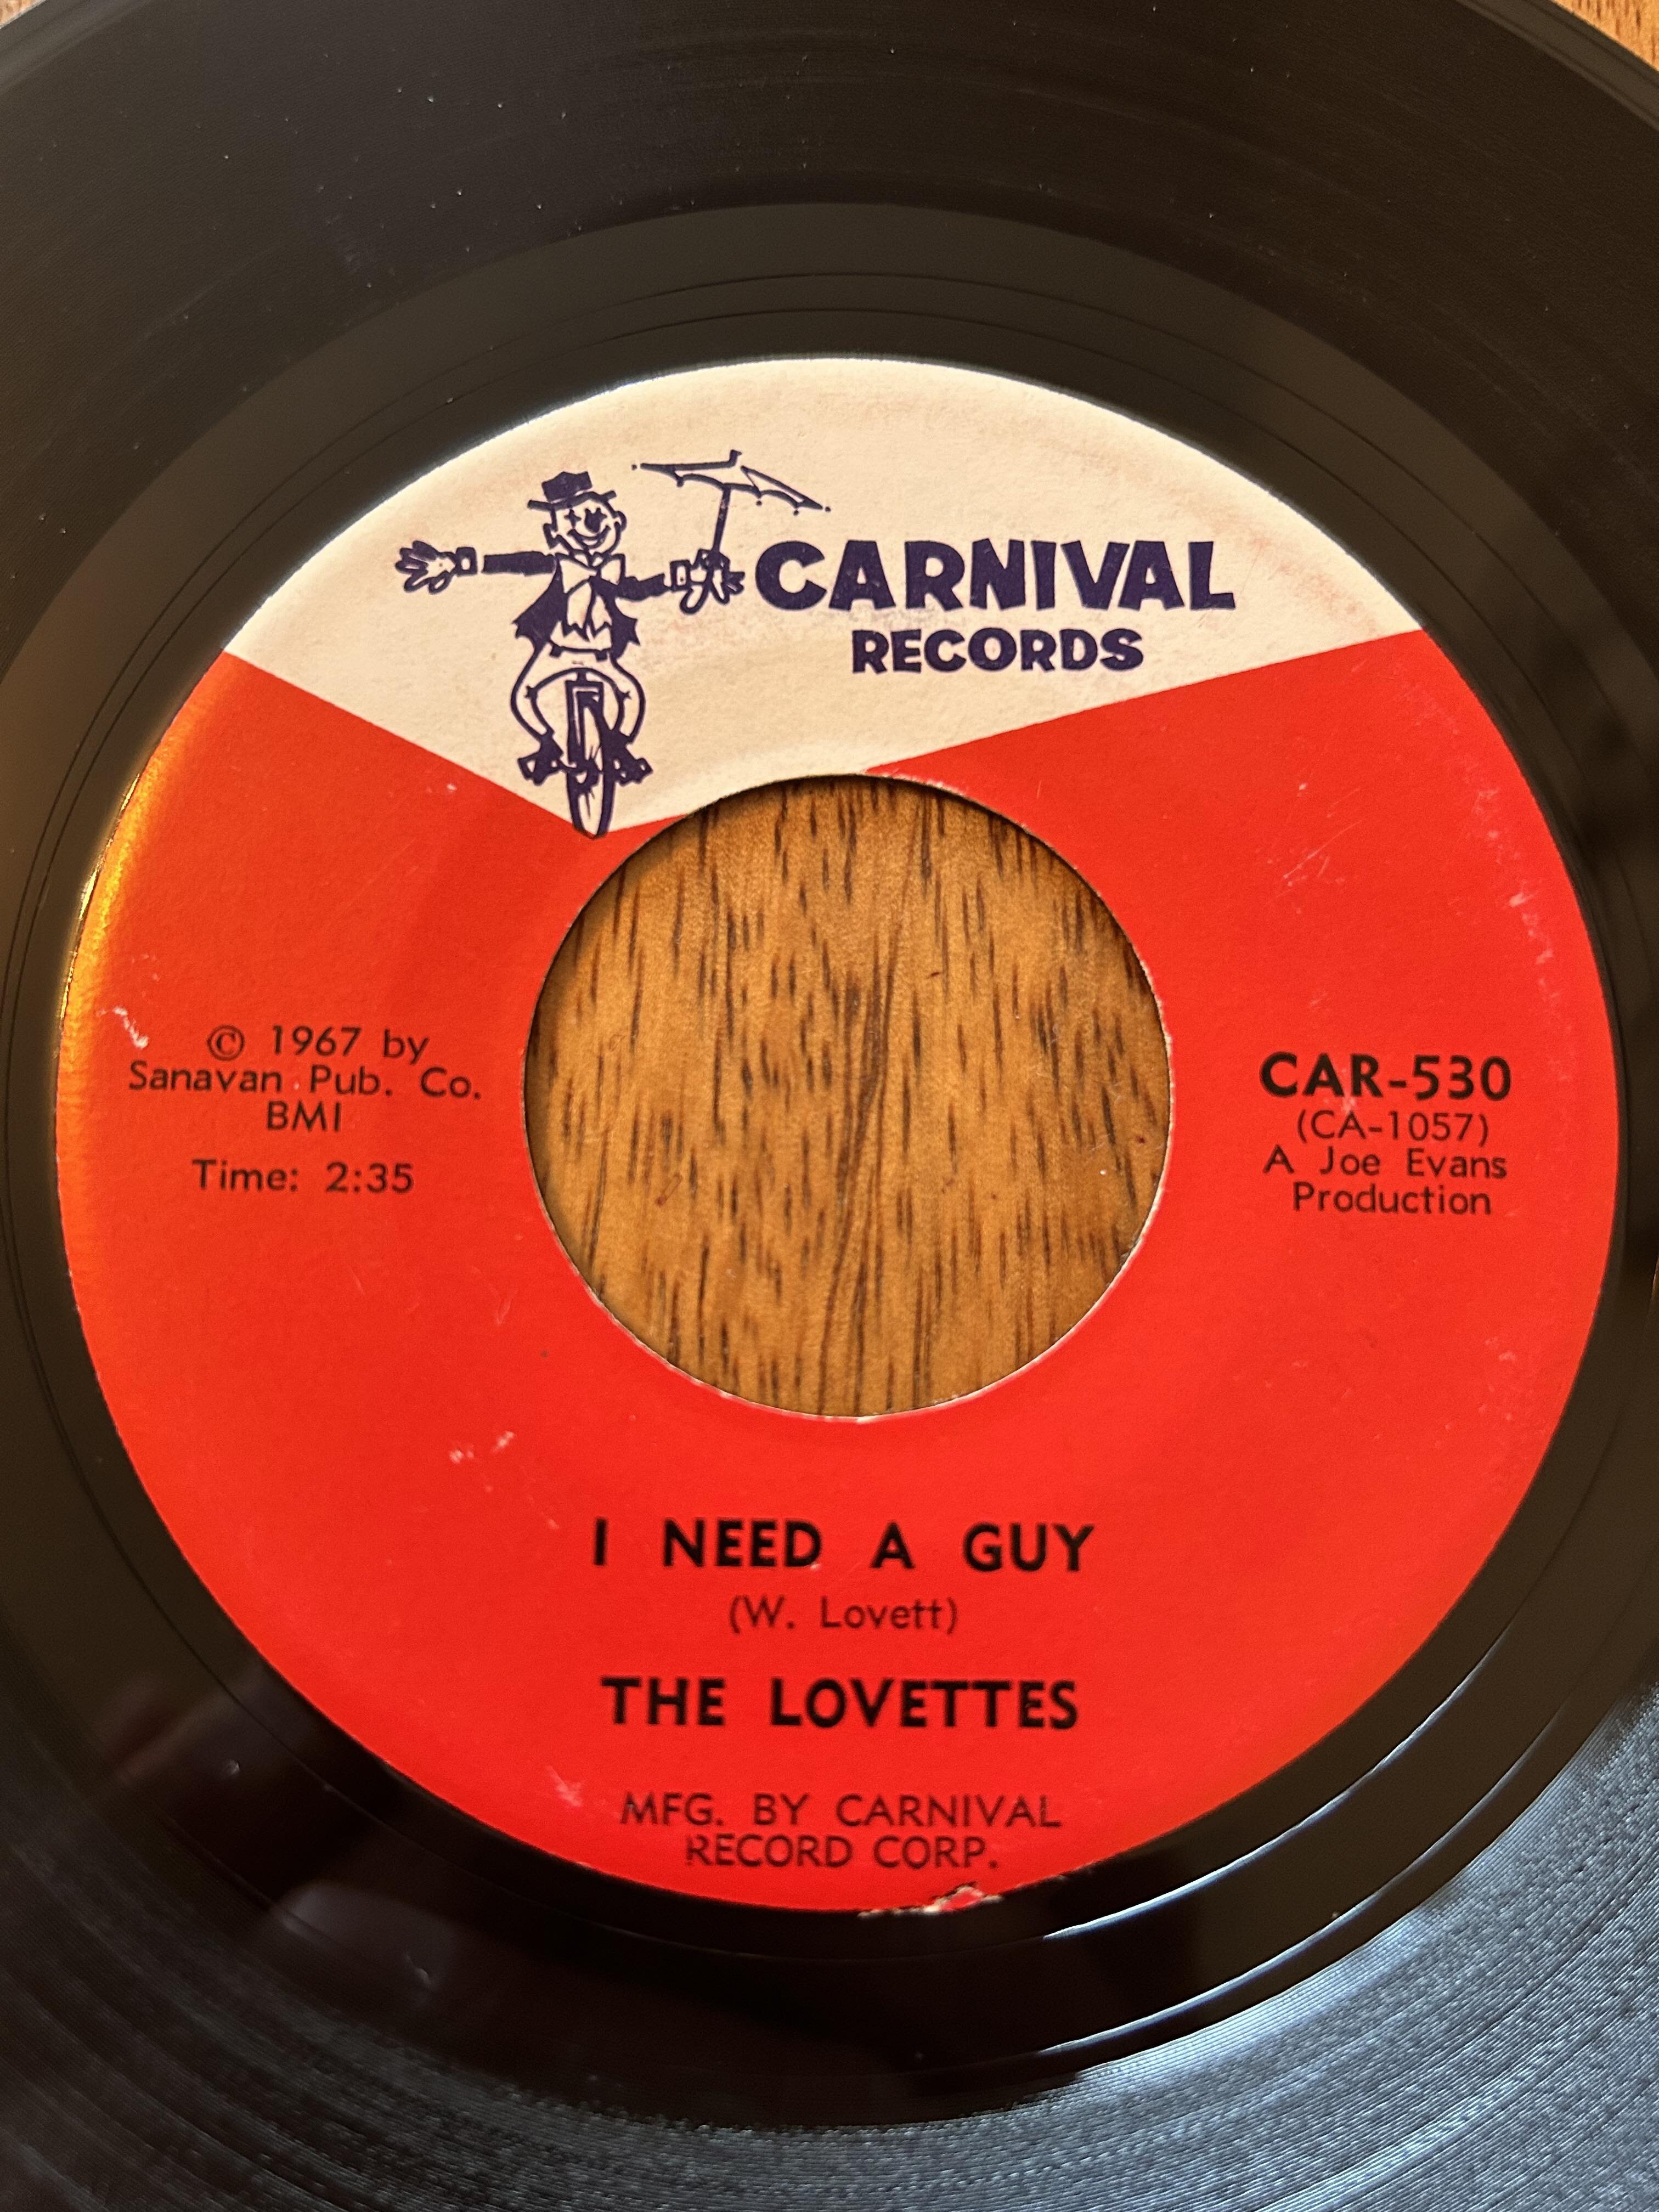 CARNIVAL
RECORDS
© 1967 by
Sanavan Pub. Co.
BMI
Time: 2:35
CAR-530
(CA-1057)
A Joe Evans
Production
I NEED A GUY
(W. Lovett)
THE LOVETTES
MFG. BY CARNIVAL
RECORD CORP.